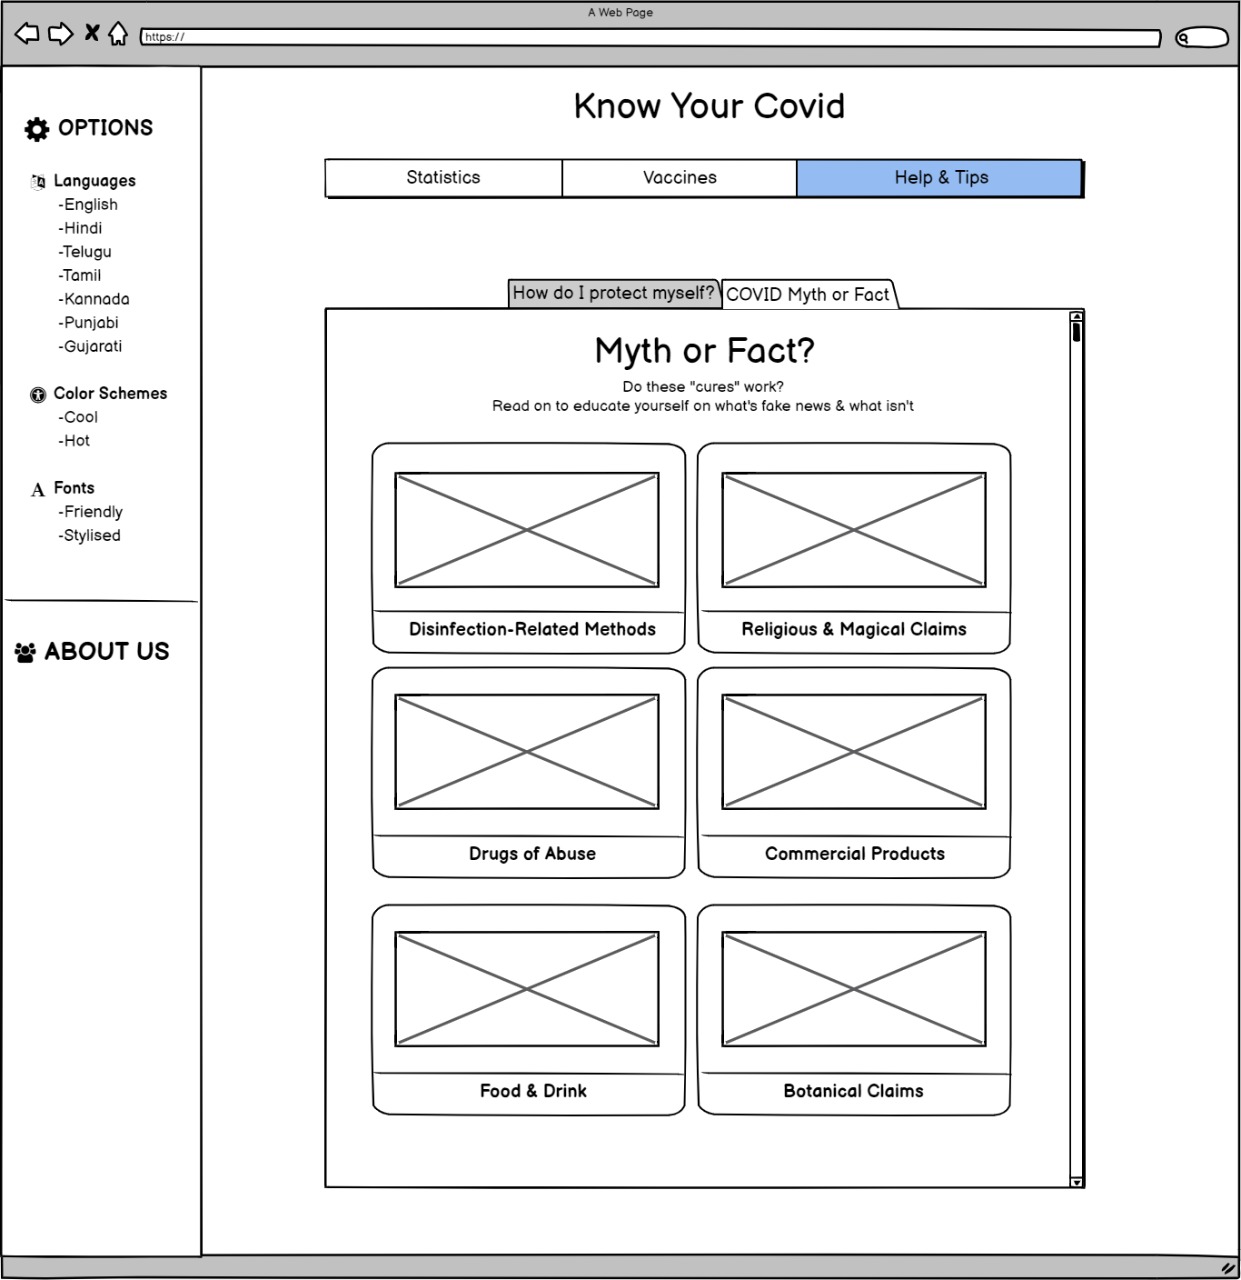 A Web Page
https://
OPTIONS
Languages
-English
-Hindi
-Telugu
-Tamil
-Kannada
-Punjabi
-Gujarati
Color Schemes
-Cool
-Hot
A Fonts
-Friendly
-Stylised
ABOUT US
Know Your Covid
Statistics Vaccines Help & Tips
How do I protect myself? COVID Myth or Fact
Myth or Fact?
Do these "cures" work?
Read on to educate yourself on what's fake news & what isn't
Disinfection-Related Methods Religious & Magical Claims
Drugs of Abuse Commercial Products
Food & Drink Botanical Claims